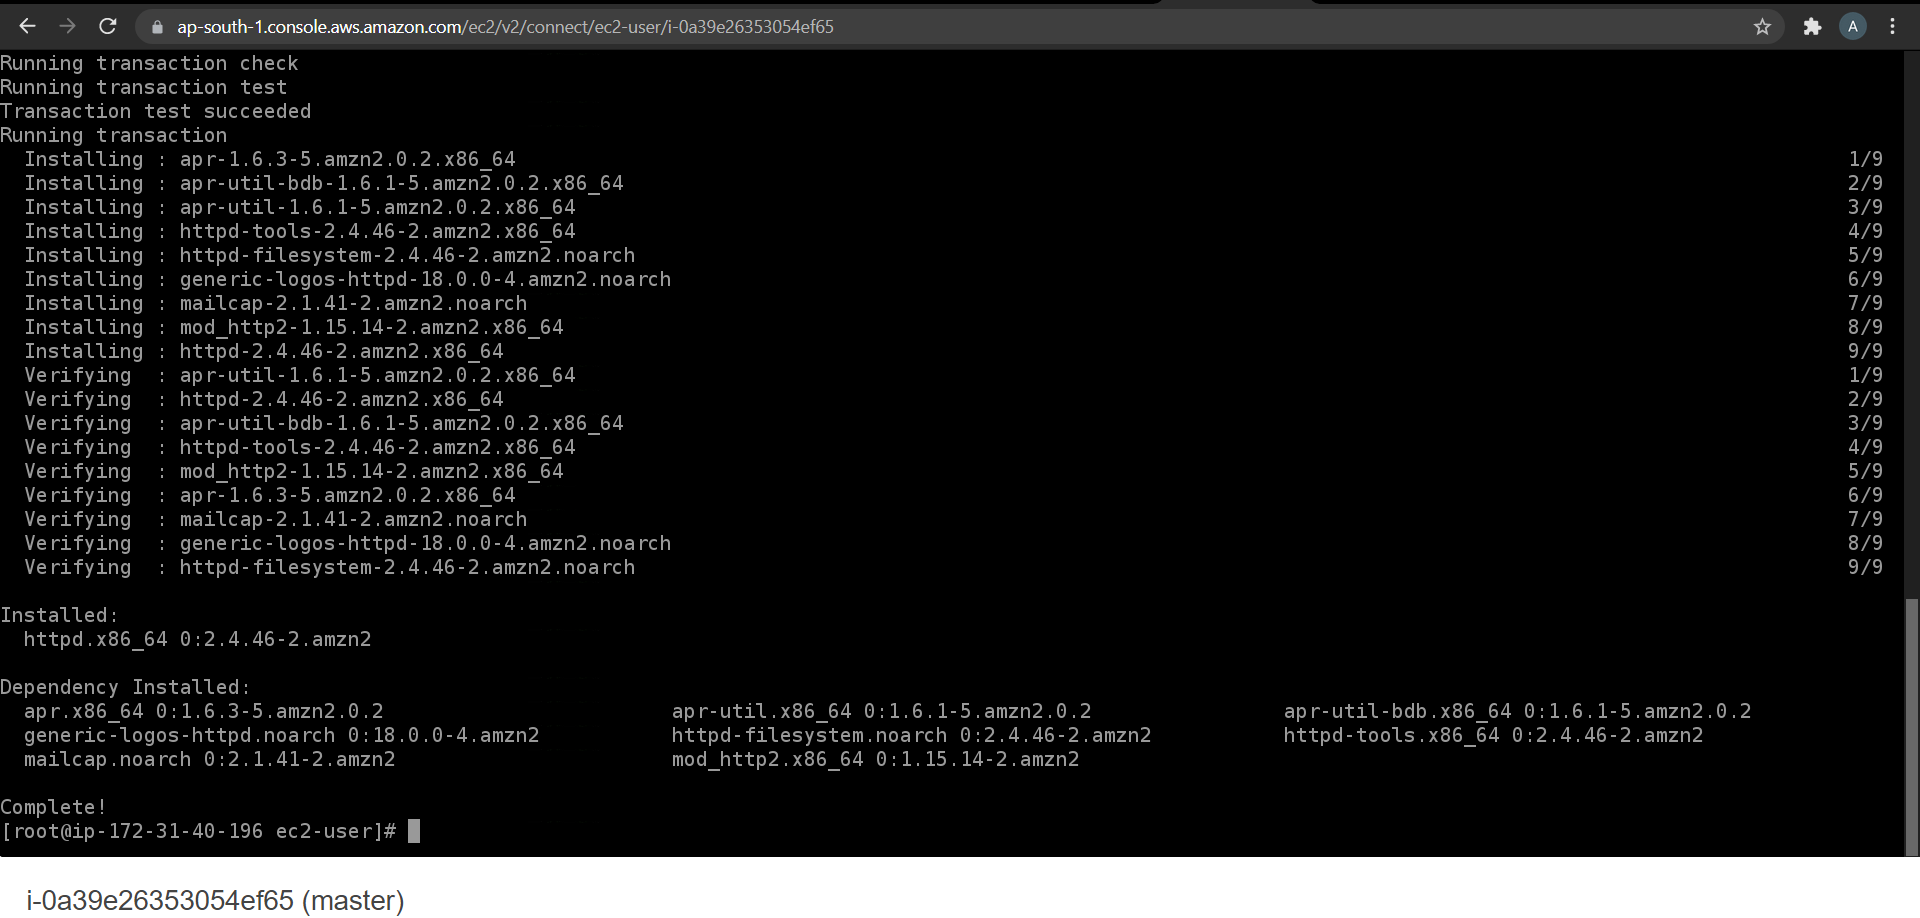 ap-south-1.console.aws.amazon.com/ec2/v2/connect/ec2-user/i-0a39e26353054ef65
A
Running transaction check
Running transaction test
Transaction test succeeded
Running transaction
  Installing : apr-1.6.3-5.amzn2.0.2.x86_64 1/9
  Installing : apr-util-bdb-1.6.1-5.amzn2.0.2.x86_64 2/9
  Installing : apr-util-1.6.1-5.amzn2.0.2.x86_64 3/9
  Installing : httpd-tools-2.4.46-2.amzn2.x86_64 4/9
  Installing : httpd-filesystem-2.4.46-2.amzn2.noarch 5/9
  Installing : generic-logos-httpd-18.0.0-4.amzn2.noarch 6/9
  Installing : mailcap-2.1.41-2.amzn2.noarch 7/9
  Installing : mod_http2-1.15.14-2.amzn2.x86_64 8/9
  Installing : httpd-2.4.46-2.amzn2.x86_64 9/9
  Verifying  : apr-util-1.6.1-5.amzn2.0.2.x86_64 1/9
  Verifying  : httpd-2.4.46-2.amzn2.x86_64 2/9
  Verifying  : apr-util-bdb-1.6.1-5.amzn2.0.2.x86_64 3/9
  Verifying  : httpd-tools-2.4.46-2.amzn2.x86_64 4/9
  Verifying  : mod_http2-1.15.14-2.amzn2.x86_64 5/9
  Verifying  : apr-1.6.3-5.amzn2.0.2.x86_64 6/9
  Verifying  : mailcap-2.1.41-2.amzn2.noarch 7/9
  Verifying  : generic-logos-httpd-18.0.0-4.amzn2.noarch 8/9
  Verifying  : httpd-filesystem-2.4.46-2.amzn2.noarch 9/9
Installed:
  httpd.x86_64 0:2.4.46-2.amzn2
Dependency Installed:
  apr.x86_64 0:1.6.3-5.amzn2.0.2 apr-util.x86_64 0:1.6.1-5.amzn2.0.2 apr-util-bdb.x86_64 0:1.6.1-5.amzn2.0.2
  generic-logos-httpd.noarch 0:18.0.0-4.amzn2 httpd-filesystem.noarch 0:2.4.46-2.amzn2 httpd-tools.x86_64 0:2.4.46-2.amzn2
  mailcap.noarch 0:2.1.41-2.amzn2 mod_http2.x86_64 0:1.15.14-2.amzn2
Complete!
[root@ip-172-31-40-196 ec2-user]#
i-0a39e26353054ef65 (master)